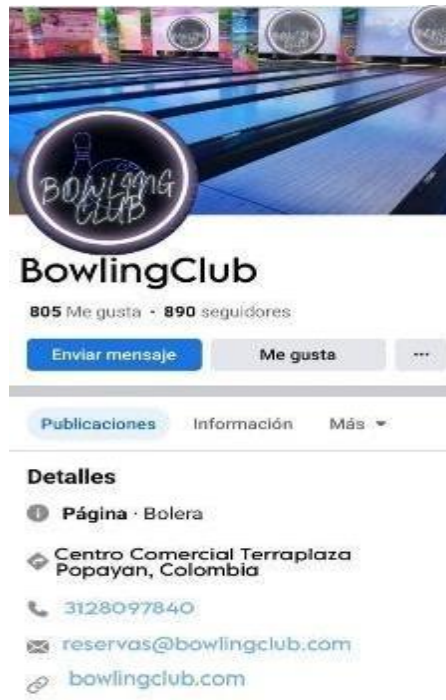 BOWLING
CLUB
BowlingClub
805 Me gusta · 890 seguidores
Enviar mensaje
Me gusta
...
Publicaciones
Información
Más
Detalles
Página · Bolera
Centro Comercial Terraplaza
Popayan, Colombia
3128097840
reservas@bowlingclub.com
bowlingclub.com